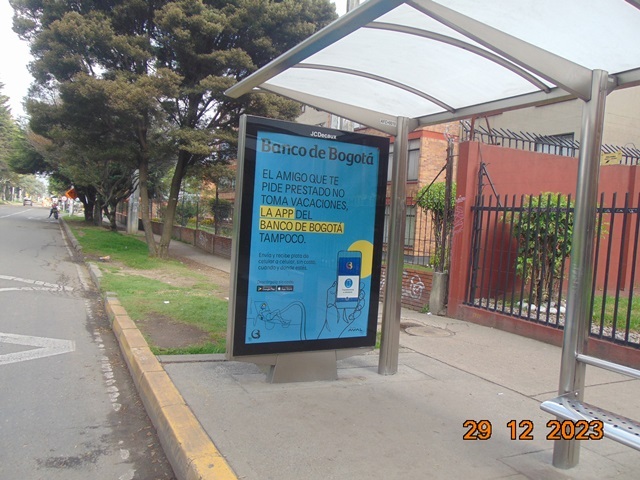 JCDecaux
Banco de Bogotá
EL AMIGO QUE TE
PIDE PRESTADO NO
TOMA VACACIONES,
LA APP DEL
BANCO DE BOGOTÁ
TAMPOCO.
29 12 2023